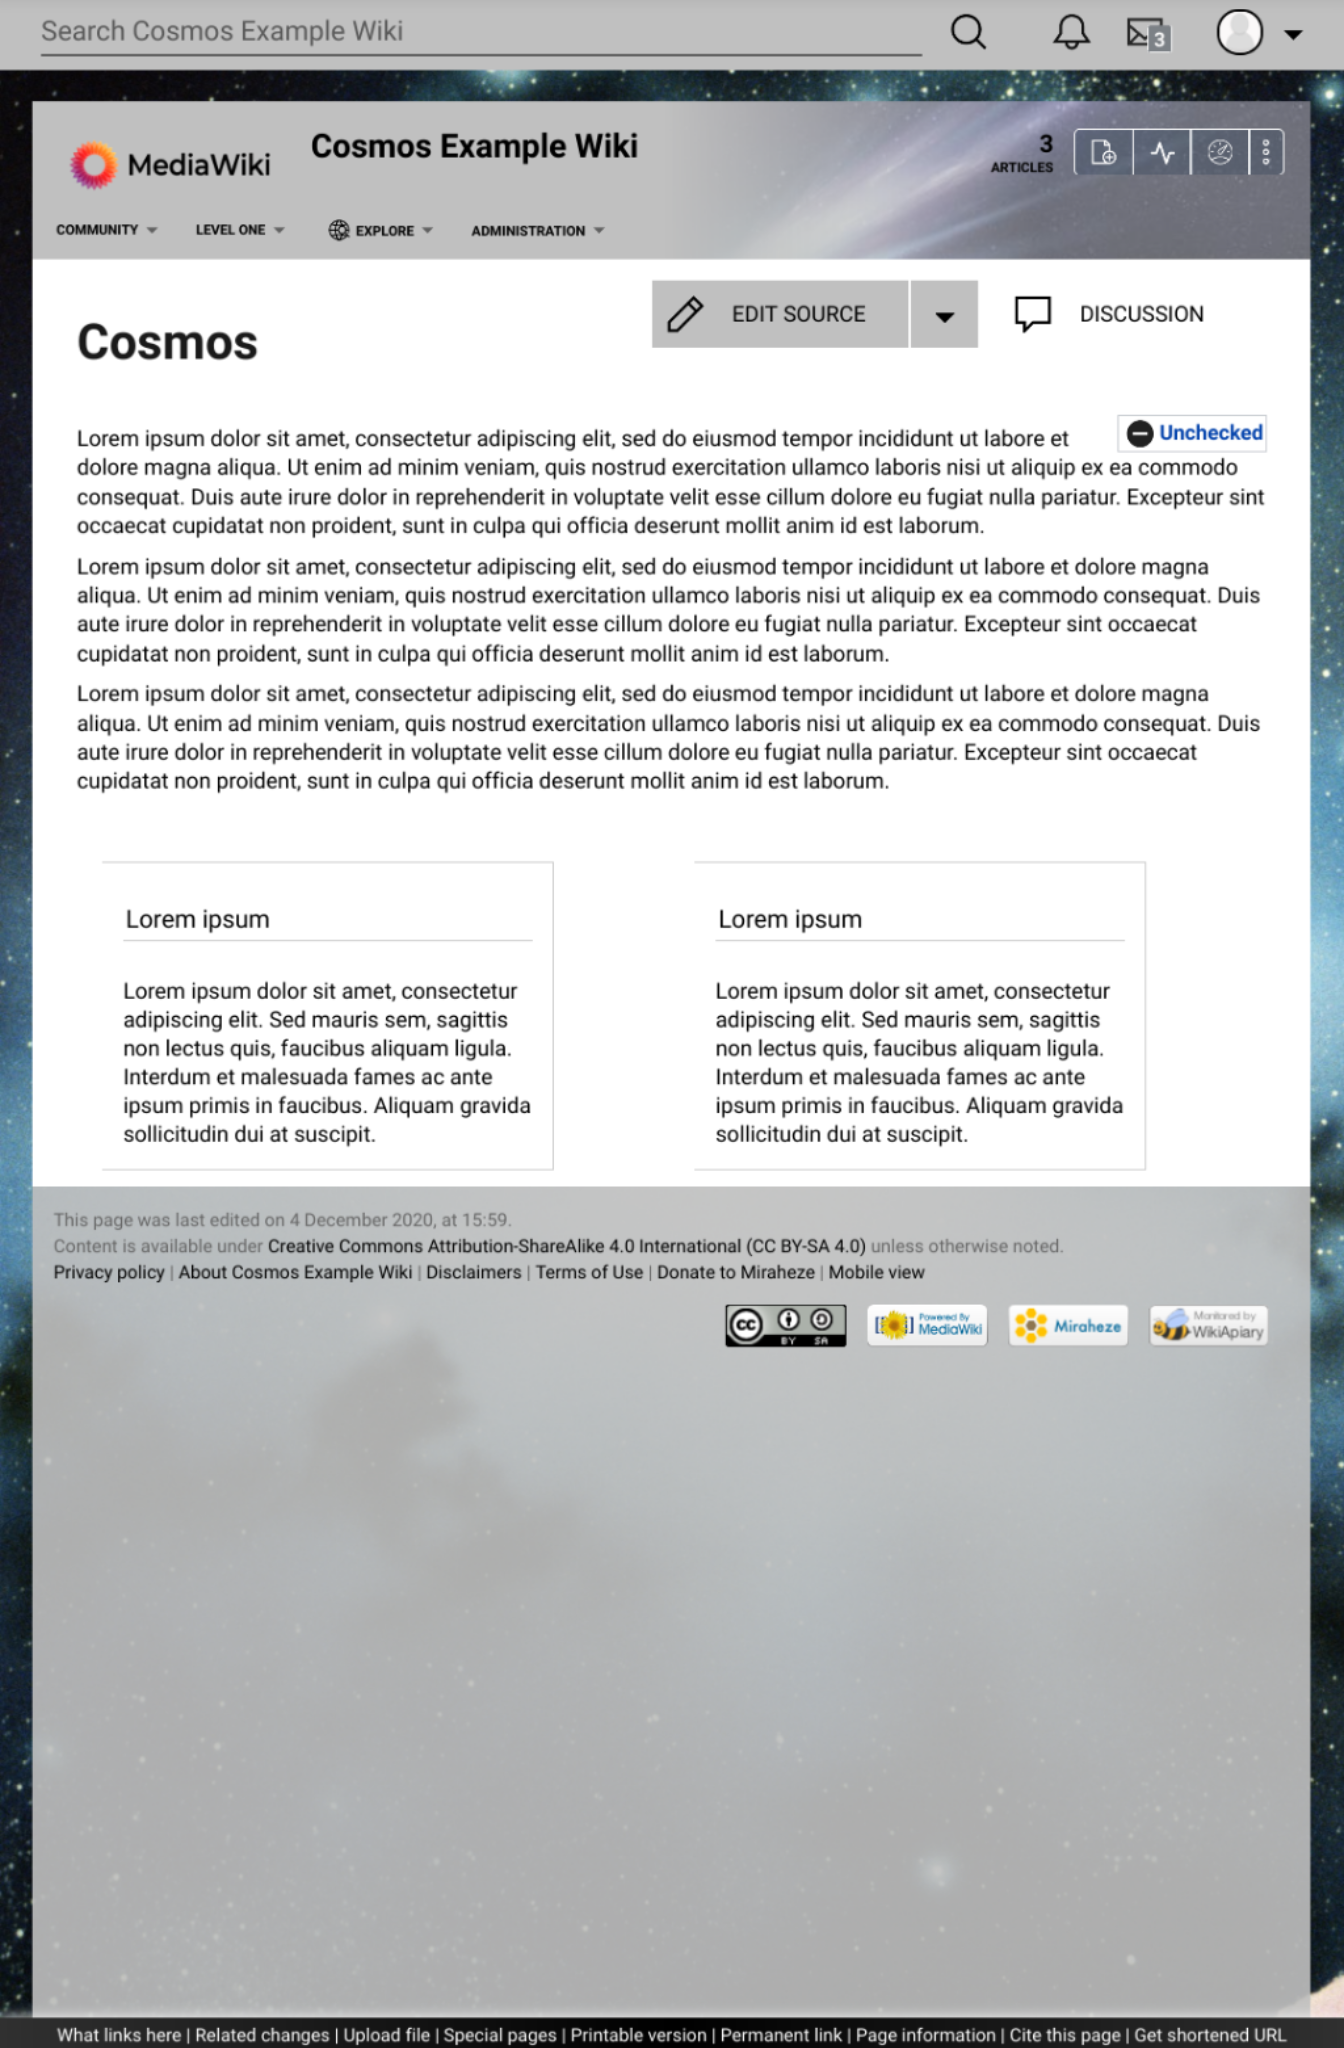 Search Cosmos Example Wiki
3
MediaWiki
Cosmos Example Wiki
3
ARTICLES
COMMUNITY
LEVEL ONE
EXPLORE
ADMINISTRATION
Cosmos
EDIT SOURCE
DISCUSSION
Unchecked
Lorem ipsum dolor sit amet, consectetur adipiscing elit, sed do eiusmod tempor incididunt ut labore et
dolore magna aliqua. Ut enim ad minim veniam, quis nostrud exercitation ullamco laboris nisi ut aliquip ex ea commodo
consequat. Duis aute irure dolor in reprehenderit in voluptate velit esse cillum dolore eu fugiat nulla pariatur. Excepteur sint
occaecat cupidatat non proident, sunt in culpa qui officia deserunt mollit anim id est laborum.
Lorem ipsum dolor sit amet, consectetur adipiscing elit, sed do eiusmod tempor incididunt ut labore et dolore magna
aliqua. Ut enim ad minim veniam, quis nostrud exercitation ullamco laboris nisi ut aliquip ex ea commodo consequat. Duis
aute irure dolor in reprehenderit in voluptate velit esse cillum dolore eu fugiat nulla pariatur. Excepteur sint occaecat
cupidatat non proident, sunt in culpa qui officia deserunt mollit anim id est laborum.
Lorem ipsum dolor sit amet, consectetur adipiscing elit, sed do eiusmod tempor incididunt ut labore et dolore magna
aliqua. Ut enim ad minim veniam, quis nostrud exercitation ullamco laboris nisi ut aliquip ex ea commodo consequat. Duis
aute irure dolor in reprehenderit in voluptate velit esse cillum dolore eu fugiat nulla pariatur. Excepteur sint occaecat
cupidatat non proident, sunt in culpa qui officia deserunt mollit anim id est laborum.
Lorem ipsum
Lorem ipsum dolor sit amet, consectetur
adipiscing elit. Sed mauris sem, sagittis
non lectus quis, faucibus aliquam ligula.
Interdum et malesuada fames ac ante
ipsum primis in faucibus. Aliquam gravida
sollicitudin dui at suscipit.
Lorem ipsum
Lorem ipsum dolor sit amet, consectetur
adipiscing elit. Sed mauris sem, sagittis
non lectus quis, faucibus aliquam ligula.
Interdum et malesuada fames ac ante
ipsum primis in faucibus. Aliquam gravida
sollicitudin dui at suscipit.
This page was last edited on 4 December 2020, at 15:59.
Content is available under Creative Commons Attribution-ShareAlike 4.0 International (CC BY-SA 4.0) unless otherwise noted.
Privacy policy | About Cosmos Example Wiki | Disclaimers | Terms of Use | Donate to Miraheze | Mobile view
cc BY SA
Powered By
MediaWiki
Miraheze
Monitored by
WikiApiary
What links here | Related changes | Upload file | Special pages | Printable version | Permanent link | Page information | Cite this page | Get shortened URL